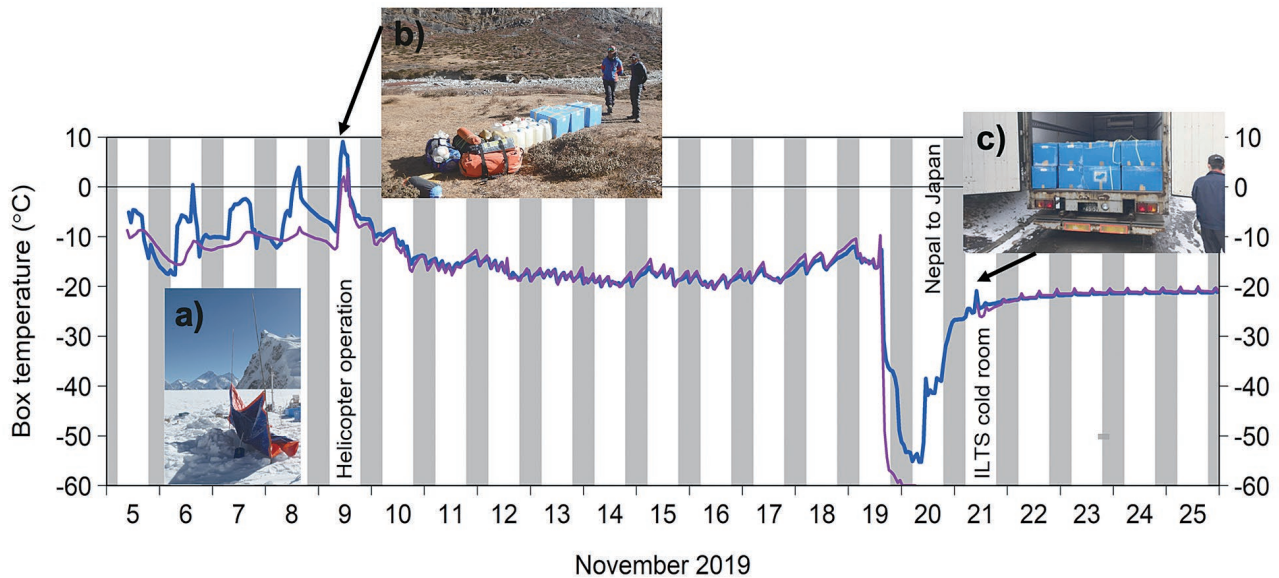 b)
c)
a)
10
0
-10
-20
-30
-40
-50
-60
10
0
-10
-20
-30
-40
-50
-60
Box temperature (°C)
Helicopter operation
Nepal to Japan
ILTS cold room
5 6 7 8 9 10 11 12 13 14 15 16 17 18 19 20 21 22 23 24 25
November 2019